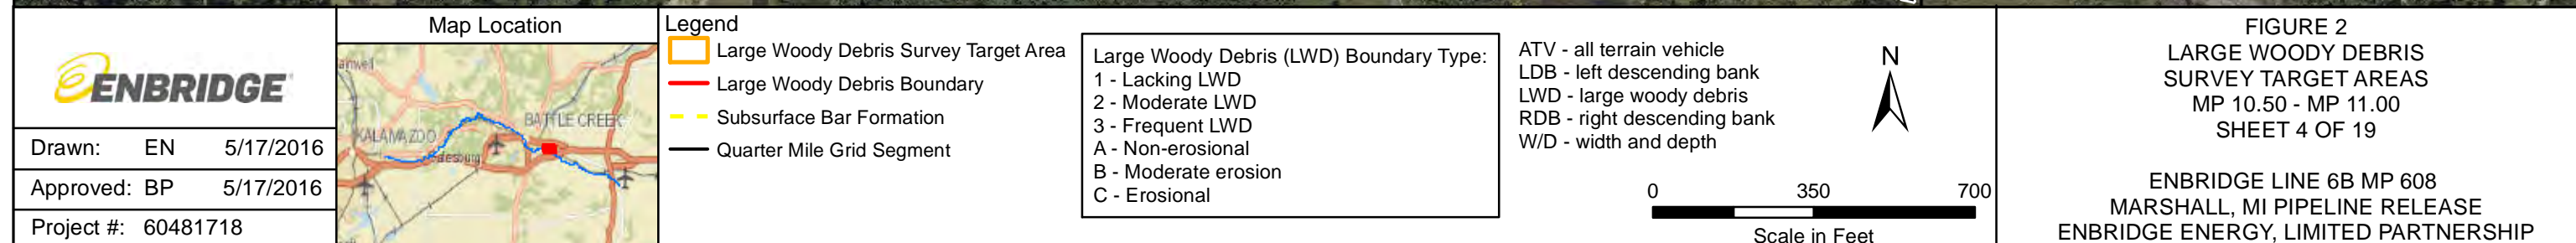 ENBRIDGE
Drawn: EN 5/17/2016
Approved: BP 5/17/2016
Project #: 60481718
Map Location
KALAMAZOO
BATTLE CREEK
Legend
Large Woody Debris Survey Target Area
Large Woody Debris Boundary
Subsurface Bar Formation
Quarter Mile Grid Segment
Large Woody Debris (LWD) Boundary Type:
1 - Lacking LWD
2 - Moderate LWD
3 - Frequent LWD
A - Non-erosional
B - Moderate erosion
C - Erosional
ATV - all terrain vehicle
LDB - left descending bank
LWD - large woody debris
RDB - right descending bank
W/D - width and depth
N
0 350 700
Scale in Feet
FIGURE 2
LARGE WOODY DEBRIS
SURVEY TARGET AREAS
MP 10.50 - MP 11.00
SHEET 4 OF 19
ENBRIDGE LINE 6B MP 608
MARSHALL, MI PIPELINE RELEASE
ENBRIDGE ENERGY, LIMITED PARTNERSHIP